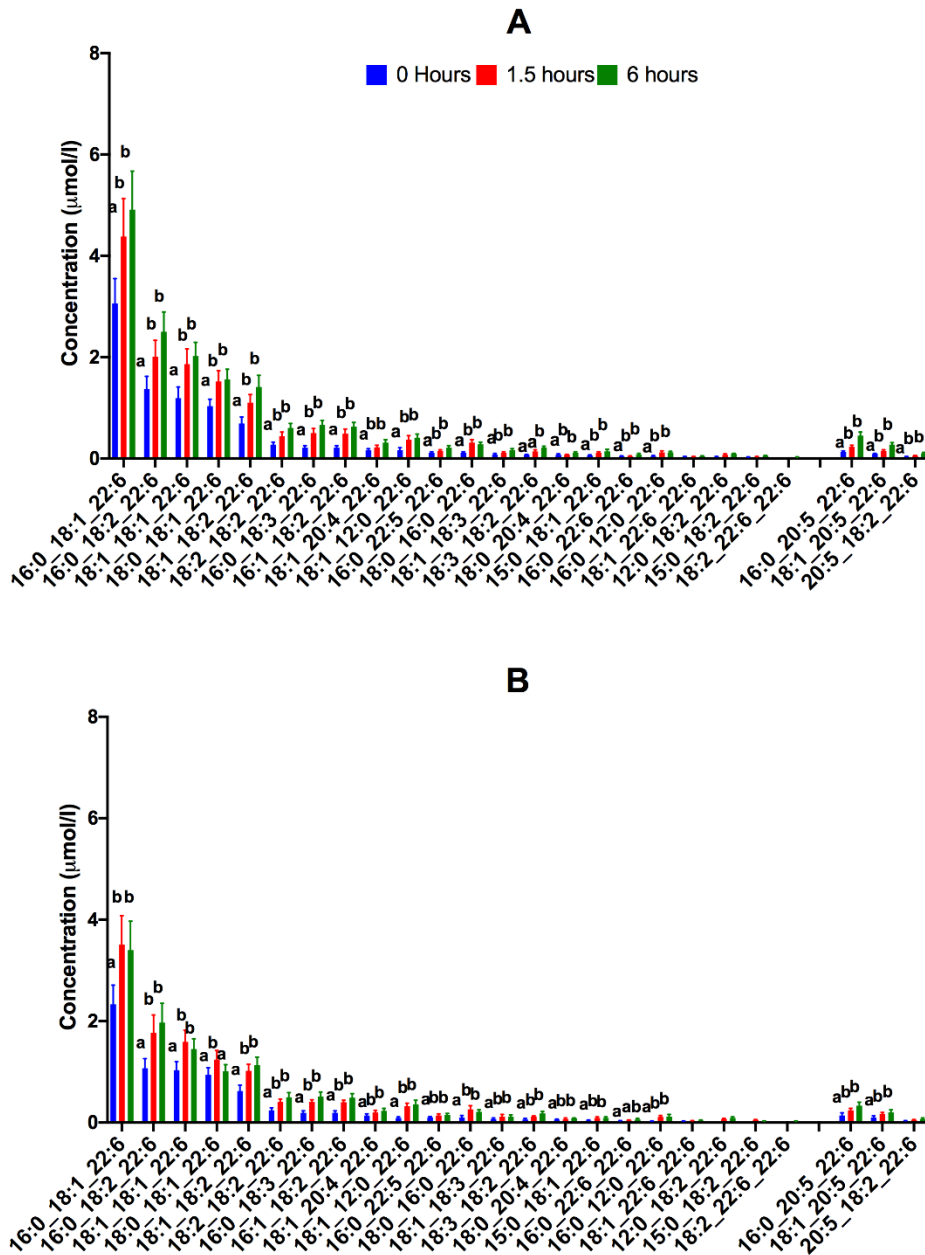 A
0 Hours
1.5 hours
6 hours
Concentration (μmol/l)
8
6
4
2
0
a b b
a b b
a b b
a b b
a b b
a b b
a b b
a b b
a b b
a b b
a b b
a b b
a b b
a a b
a b b
a b b
a b b
a b b
a b b
a b b
a b b
16:0_18:1_22:6
16:0_18:2_22:6
18:1_18:1_22:6
18:0_18:1_22:6
18:1_18:2_22:6
18:2_18:2_22:6
16:0_18:3_22:6
16:1_18:2_22:6
18:1_20:4_22:6
18:1_12:0_22:6
16:0_22:5_22:6
18:0_16:0_22:6
18:1_18:3_22:6
18:3_18:2_22:6
18:0_20:4_22:6
15:0_18:1_22:6
16:0_22:6_22:6
16:0_12:0_22:6
18:1_22:6_22:6
12:0_18:2_22:6
15:0_18:2_22:6
18:2_22:6_22:6
16:0_20:5_22:6
18:1_20:5_22:6
20:5_18:2_22:6
B
Concentration (μmol/l)
8
6
4
2
0
a b b
a b b
a b b
a b a
a b b
a b b
a b b
a b b
a b b
a b b
a b b
a b b
a b b
a b b
a b b
a b b
a a b
a b b
a b b
a b b
16:0_18:1_22:6
16:0_18:2_22:6
18:1_18:1_22:6
18:0_18:1_22:6
18:1_18:2_22:6
18:2_18:2_22:6
16:0_18:3_22:6
16:1_18:2_22:6
18:1_20:4_22:6
18:1_12:0_22:6
16:0_22:5_22:6
18:0_16:0_22:6
18:1_18:3_22:6
18:3_18:2_22:6
18:0_20:4_22:6
15:0_18:1_22:6
16:0_22:6_22:6
16:0_12:0_22:6
18:1_22:6_22:6
12:0_18:2_22:6
15:0_18:2_22:6
18:2_22:6_22:6
16:0_20:5_22:6
18:1_20:5_22:6
20:5_18:2_22:6